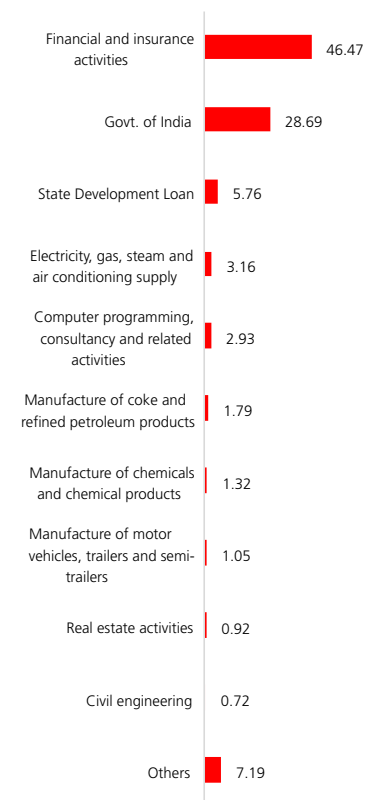 Financial and insurance
activities
46.47
Govt. of India
28.69
State Development Loan
5.76
Electricity, gas, steam and
air conditioning supply
3.16
Computer programming,
consultancy and related
activities
2.93
Manufacture of coke and
refined petroleum products
1.79
Manufacture of chemicals
and chemical products
1.32
Manufacture of motor
vehicles, trailers and semi-
trailers
1.05
Real estate activities
0.92
Civil engineering
0.72
Others
7.19